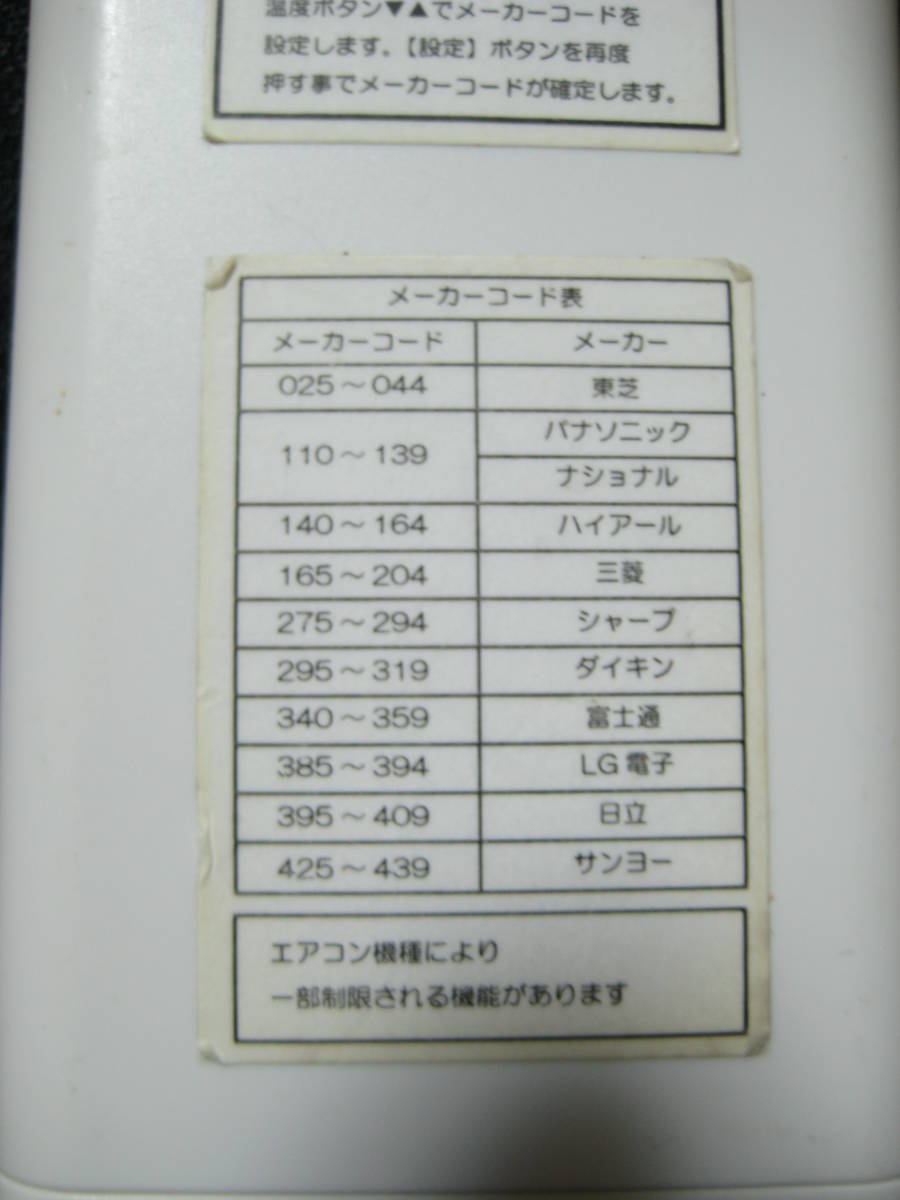 温度ボタン▼▲でメーカーコードを
設定します。【設定】ボタンを再度
押す事でメーカーコードが確定します。
メーカーコード表
メーカーコード メーカー
025～044 東芝
110～139 パナソニック
ナショナル
140～164 ハイアール
165～204 三菱
275～294 シャープ
295～319 ダイキン
340～359 富士通
385～394 LG電子
395～409 日立
425～439 サンヨー
エアコン機種により
一部制限される機能があります